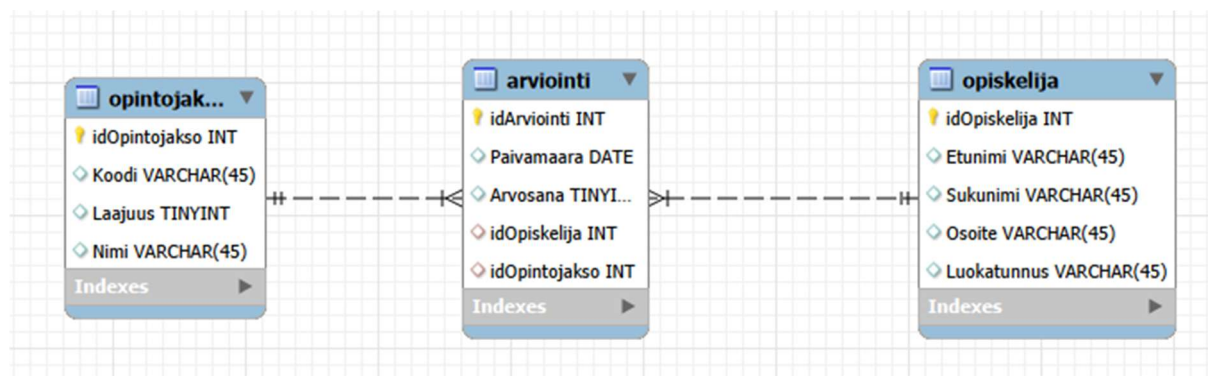 opintojak...
idOpintojakso INT
Koodi VARCHAR(45)
Laajuus TINYINT
Nimi VARCHAR(45)
Indexes
arviointi
idArviointi INT
Paivamaara DATE
Arvosana TINYI...
idOpiskelija INT
idOpintojakso INT
Indexes
opiskelija
idOpiskelija INT
Etunimi VARCHAR(45)
Sukunimi VARCHAR(45)
Osoite VARCHAR(45)
Luokatunnus VARCHAR(45)
Indexes